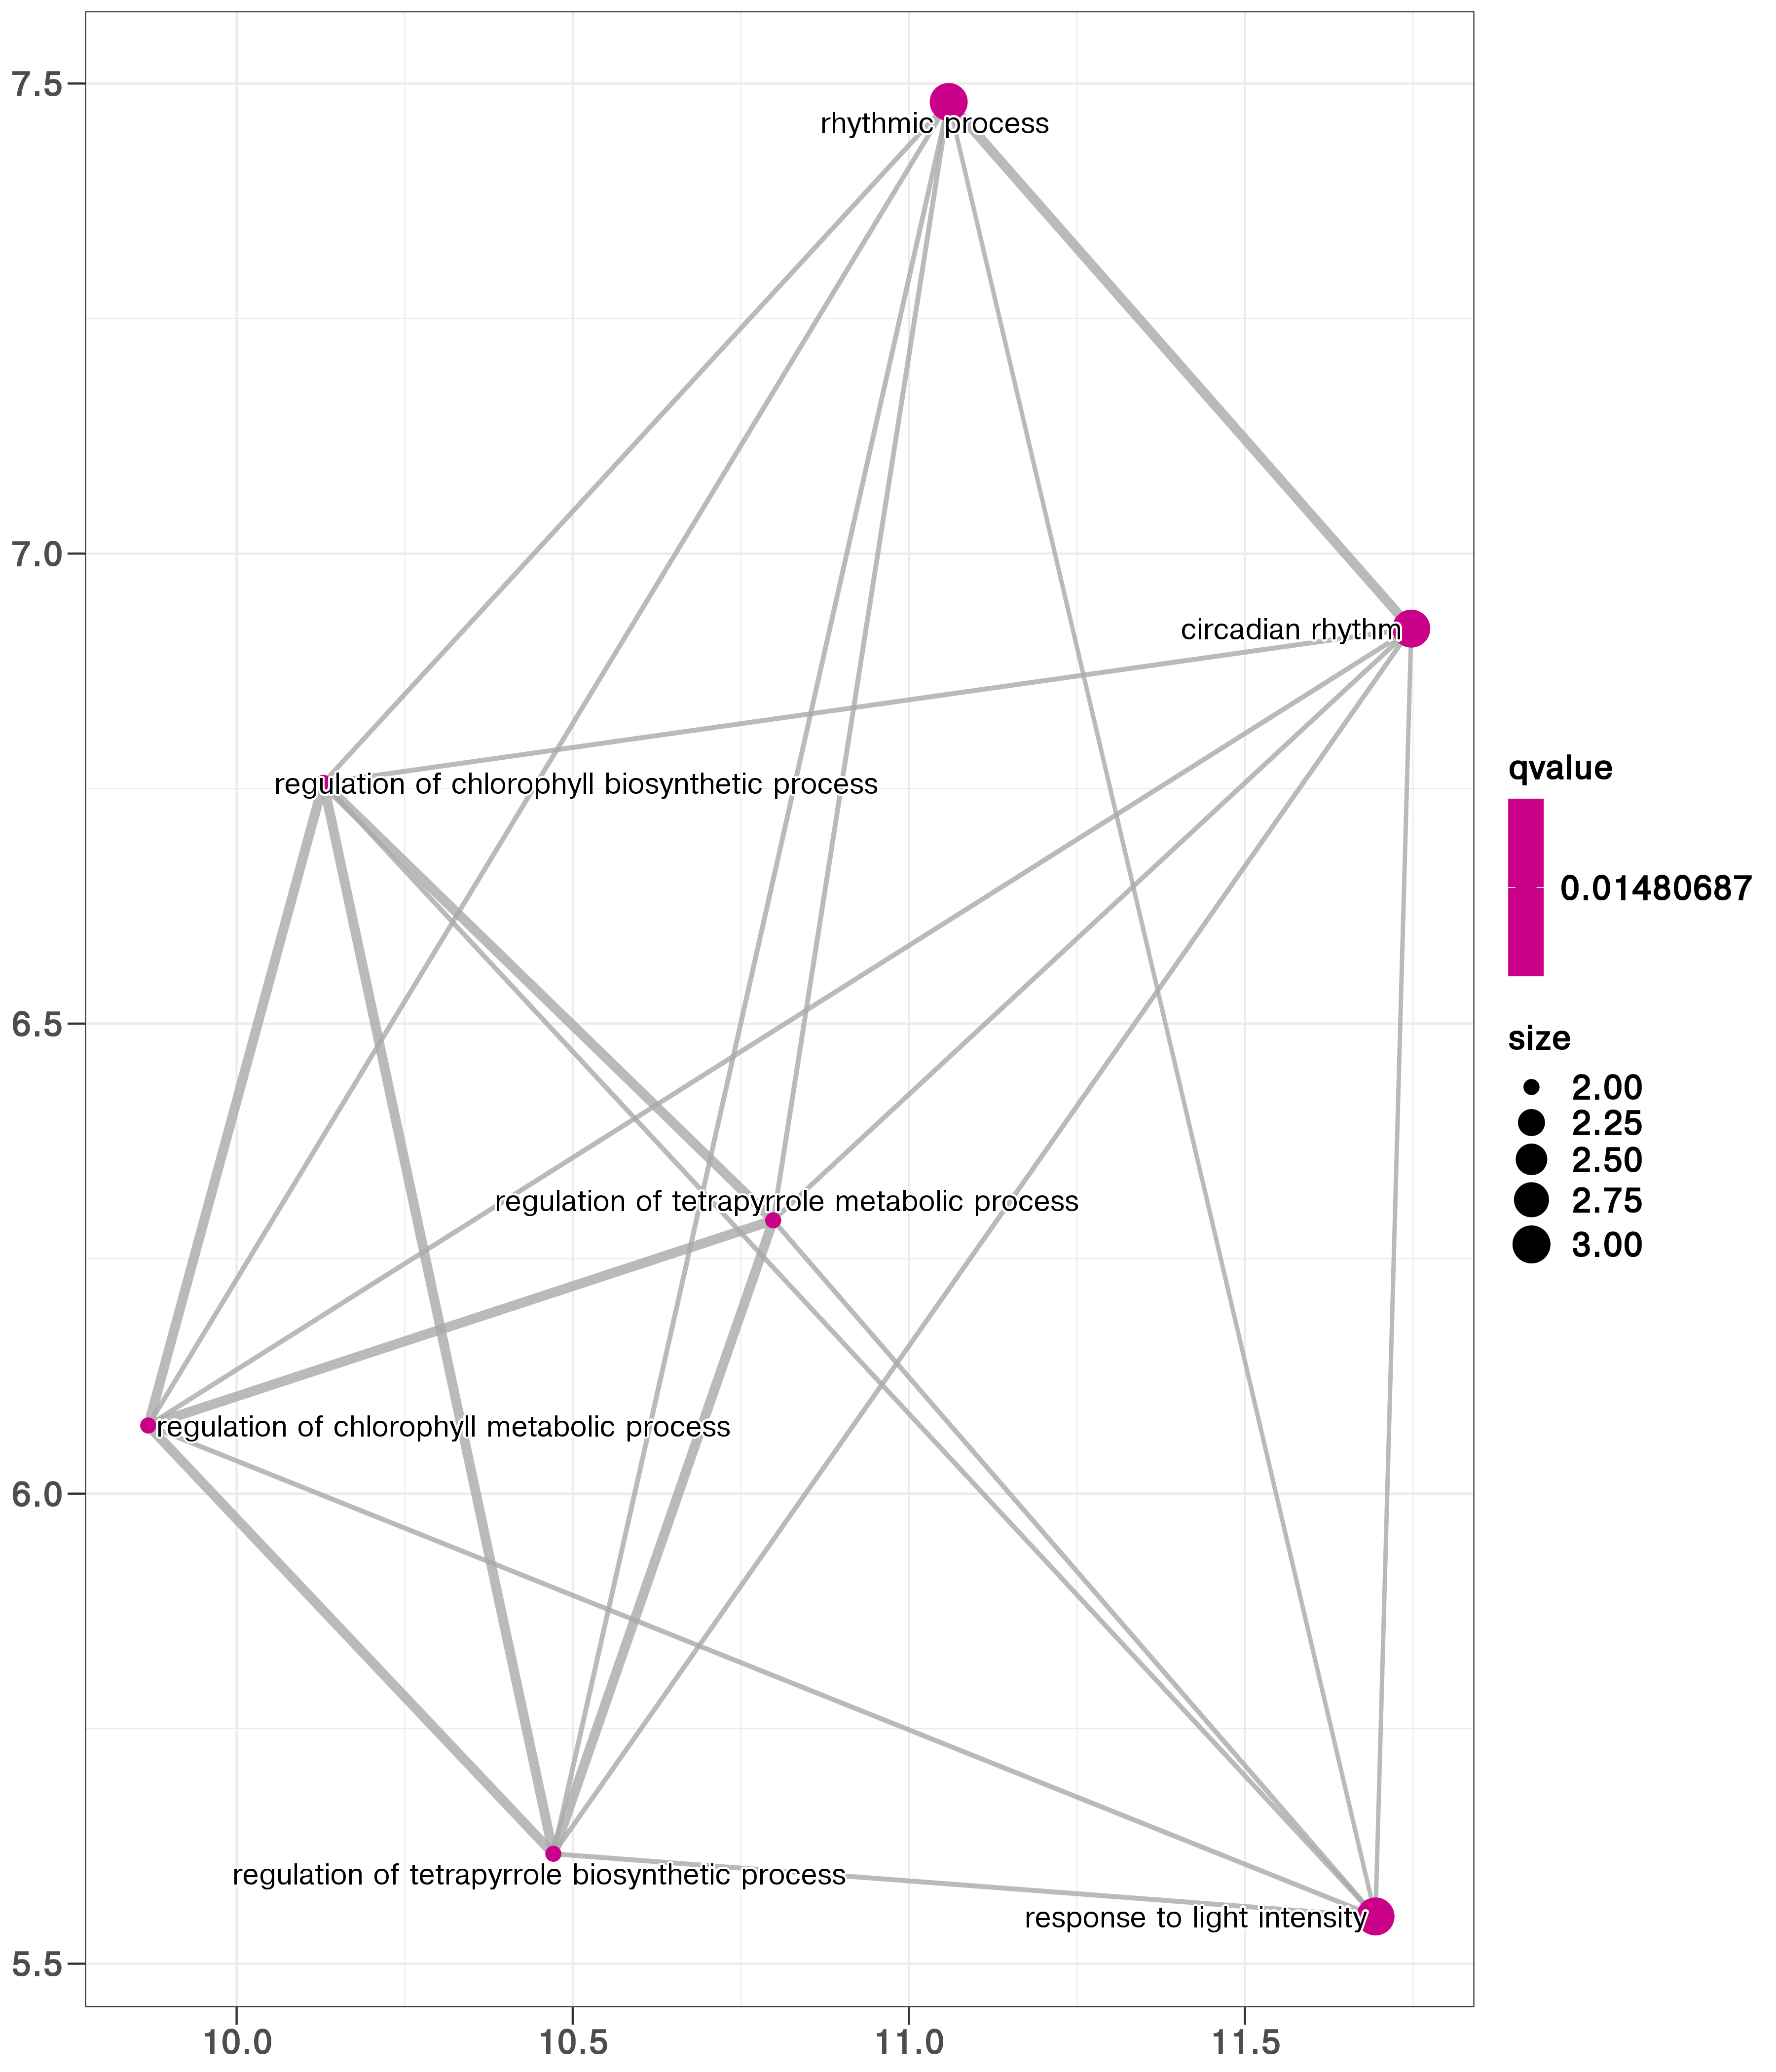 7.5
rhythmic process
7.0
circadian rhythm
regulation of chlorophyll biosynthetic process
qvalue
0.01480687
6.5
size
2.00
2.25
2.50
2.75
3.00
regulation of tetrapyrrole metabolic process
regulation of chlorophyll metabolic process
6.0
regulation of tetrapyrrole biosynthetic process
response to light intensity
5.5
10.0 10.5 11.0 11.5